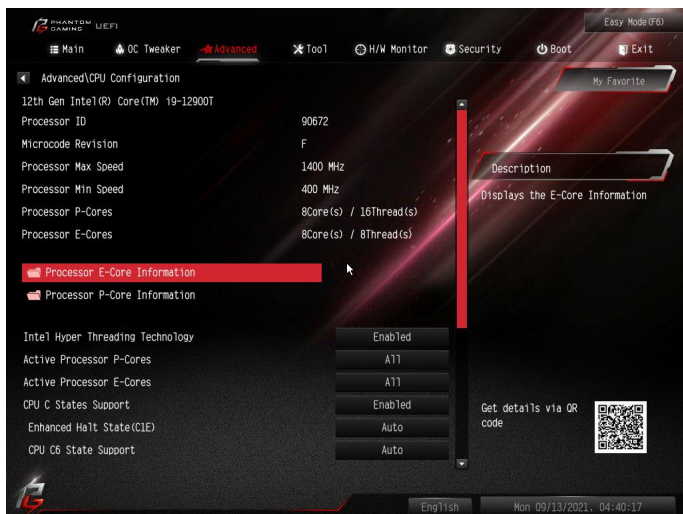 PHANTOM GAMING UEFI
Easy Mode(F6)
Main OC Tweaker Advanced Tool H/W Monitor Security Boot Exit
Advanced\CPU Configuration
My Favorite
12th Gen Intel(R) Core(TM) i9-12900T
Processor ID 90672
Microcode Revision F
Processor Max Speed 1400 MHz
Description
Processor Min Speed 400 MHz
Displays the E-Core Information
Processor P-Cores 8Core(s) / 16Thread(s)
Processor E-Cores 8Core(s) / 8Thread(s)
Processor E-Core Information
Processor P-Core Information
Intel Hyper Threading Technology Enabled
Active Processor P-Cores All
Active Processor E-Cores All
CPU C States Support Enabled
Enhanced Halt State(C1E) Auto
CPU C6 State Support Auto
Get details via QR
code
English Mon 09/13/2021, 04:40:17